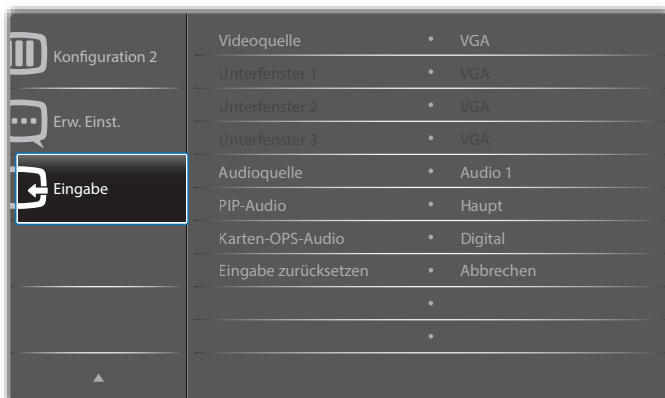 Konfiguration 2
Erw. Einst.
Eingabe
Videoquelle • VGA
Unterfenster 1 • VGA
Unterfenster 2 • VGA
Unterfenster 3 • VGA
Audioquelle • Audio 1
PIP-Audio • Haupt
Karten-OPS-Audio • Digital
Eingabe zurücksetzen • Abbrechen
•
•